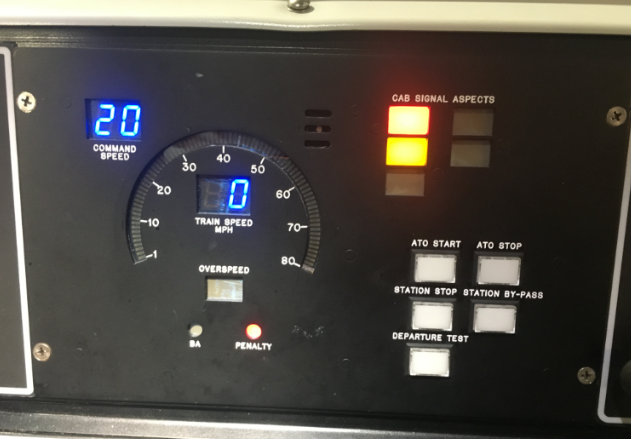 CAB SIGNAL ASPECTS
20
COMMAND
SPEED
1
10
20
30
40
50
60
70
80
0
TRAIN SPEED
MPH
OVERSPEED
BA
PENALTY
ATO START
ATO STOP
STATION STOP
STATION BY-PASS
DEPARTURE TEST